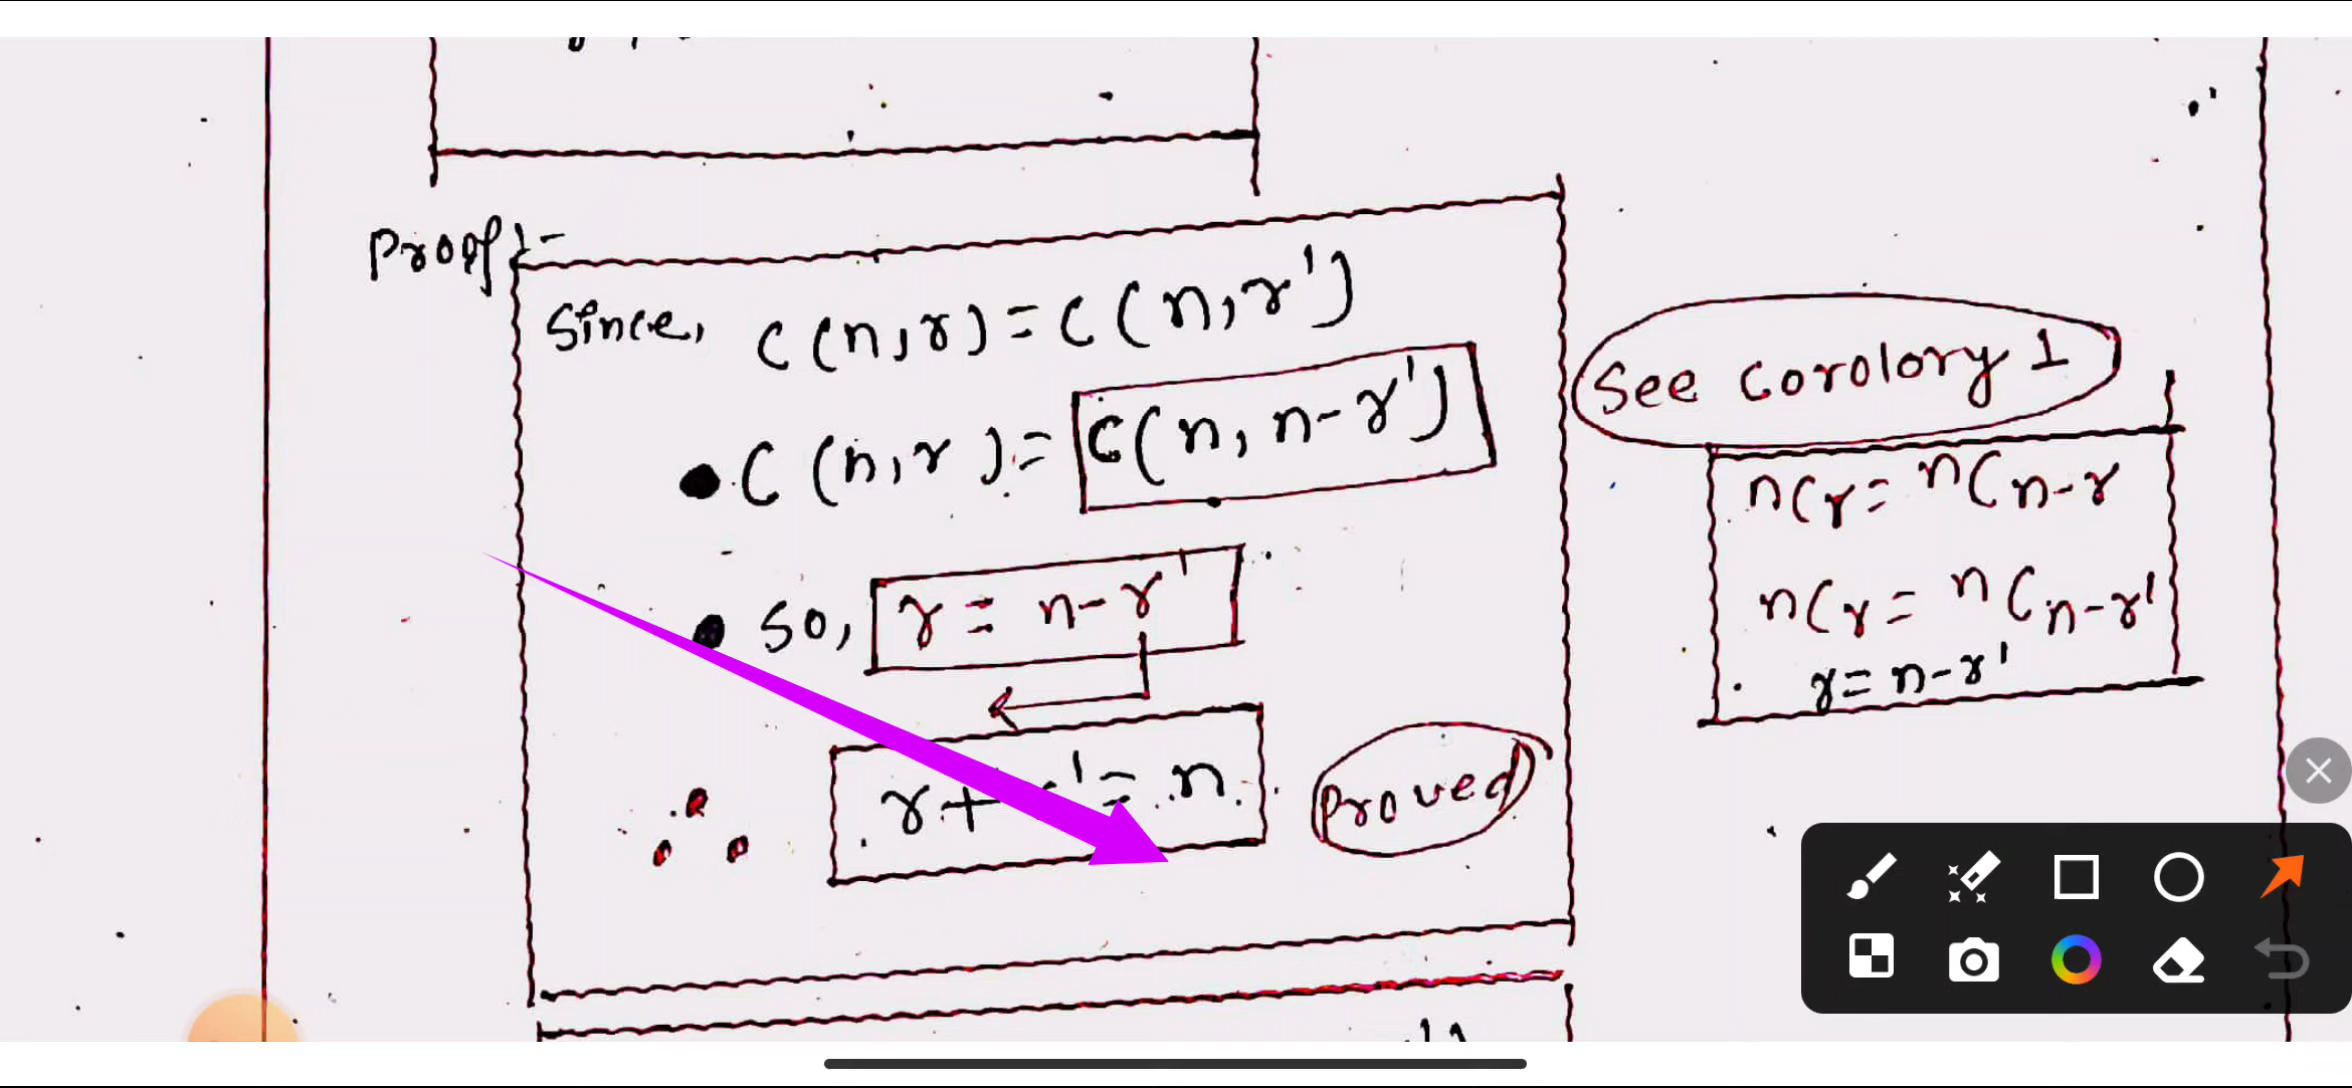 Proof:-
Since, C(n,r) = C(n,r')
C(n,r) = C(n, n-r')
So, r = n-r'
∴ r+r' = n. Proved
See corolory 1
nCr = nCn-r
nCr = nCn-r'
r = n-r'